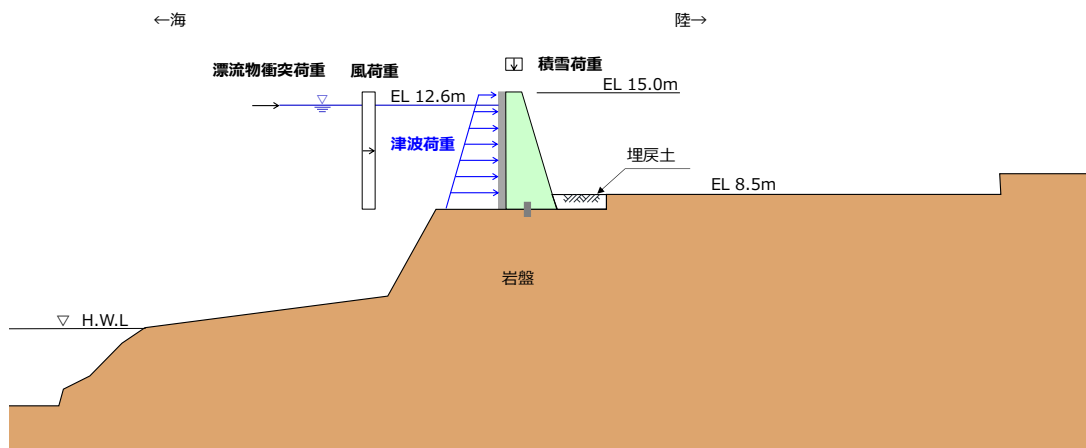 ←海
陸→
漂流物衝突荷重
風荷重
積雪荷重
EL 12.6m
EL 15.0m
津波荷重
埋戻土
EL 8.5m
岩盤
H.W.L